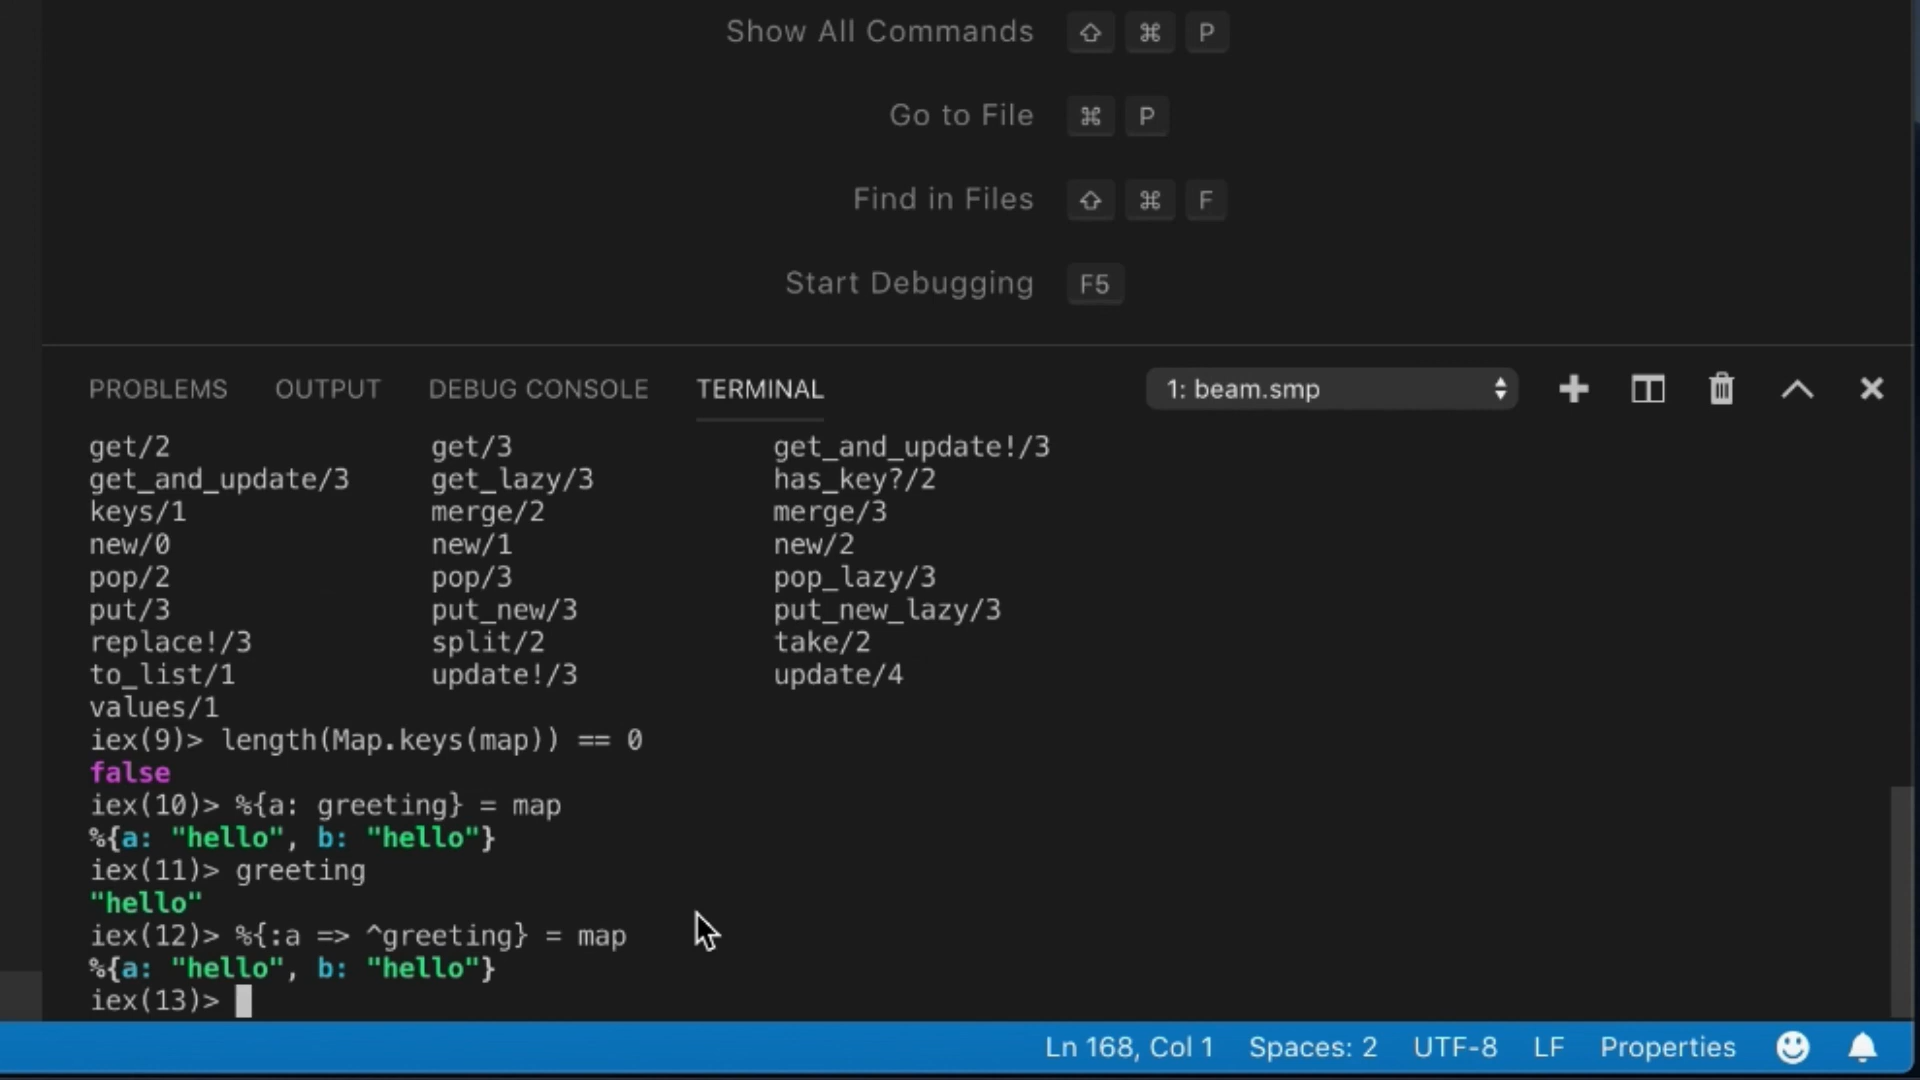 Show All Commands ⇧ ⌘ P
Go to File ⌘ P
Find in Files ⇧ ⌘ F
Start Debugging F5
PROBLEMS OUTPUT DEBUG CONSOLE TERMINAL 1: beam.smp
get/2 get/3 get_and_update!/3
get_and_update/3 get_lazy/3 has_key?/2
keys/1 merge/2 merge/3
new/0 new/1 new/2
pop/2 pop/3 pop_lazy/3
put/3 put_new/3 put_new_lazy/3
replace!/3 split/2 take/2
to_list/1 update!/3 update/4
values/1
iex(9)> length(Map.keys(map)) == 0
false
iex(10)> %{a: greeting} = map
%{a: "hello", b: "hello"}
iex(11)> greeting
"hello"
iex(12)> %{:a => ^greeting} = map
%{a: "hello", b: "hello"}
iex(13)>
Ln 168, Col 1 Spaces: 2 UTF-8 LF Properties